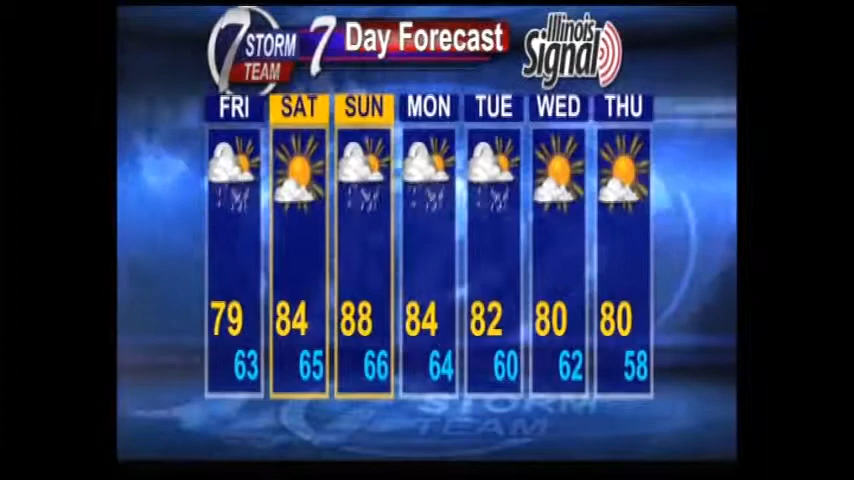 7 STORM TEAM
7 Day Forecast
Illinois Signal
FRI SAT SUN MON TUE WED THU
79 84 88 84 82 80 80
63 65 66 64 60 62 58
STORM
TEAM